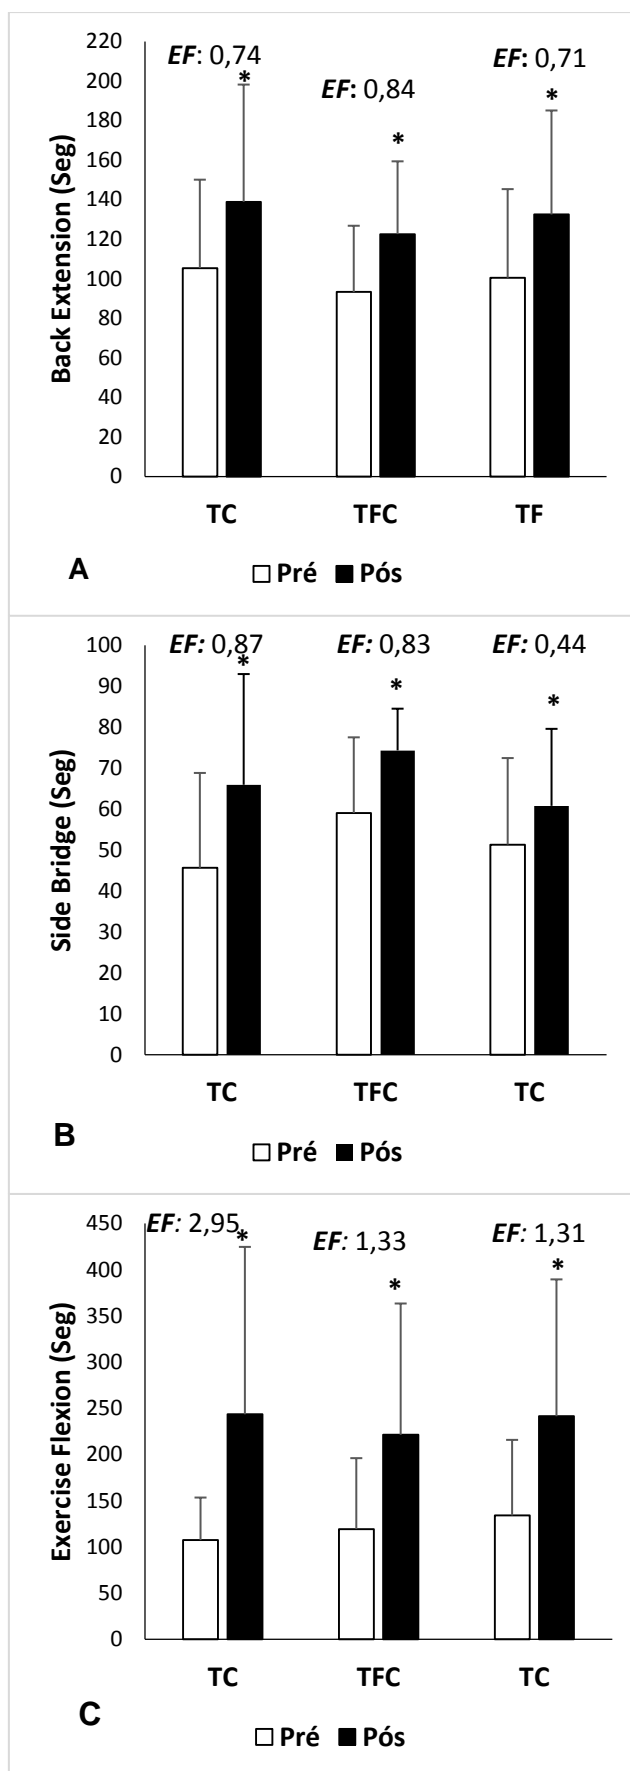 EF: 0,74
EF: 0,84
EF: 0,71
*
*
*
Back Extension (Seg)
220
200
180
160
140
120
100
80
60
40
20
0
TC TFC TF
A
Pré Pós
EF: 0,87
EF: 0,83
EF: 0,44
*
*
*
Side Bridge (Seg)
100
90
80
70
60
50
40
30
20
10
0
TC TFC TC
B
Pré Pós
EF: 2,95
EF: 1,33
EF: 1,31
*
*
*
Exercise Flexion (Seg)
450
400
350
300
250
200
150
100
50
0
TC TFC TC
C
Pré Pós